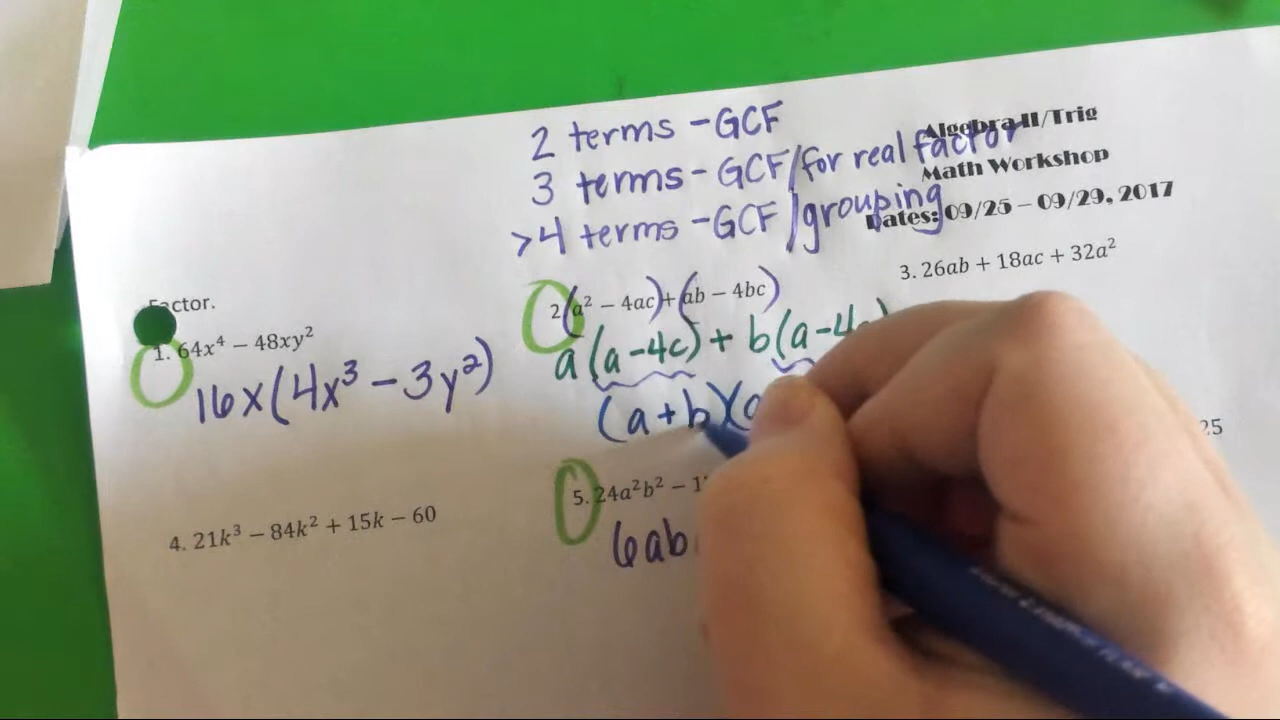 2 terms - GCF
3 terms - GCF/for real factor
>4 terms - GCF/grouping
Algebra II/Trig
Math Workshop
Dates: 09/25 – 09/29, 2017
Factor.
1. 64x⁴ − 48xy²
16x(4x³ − 3y²)
2(a² − 4ac)+(ab − 4bc)
a(a-4c) + b(a-4c)
(a+b)(a
3. 26ab + 18ac + 32a²
4. 21k³ − 84k² + 15k − 60
5. 24a²b² − 1
6ab
25